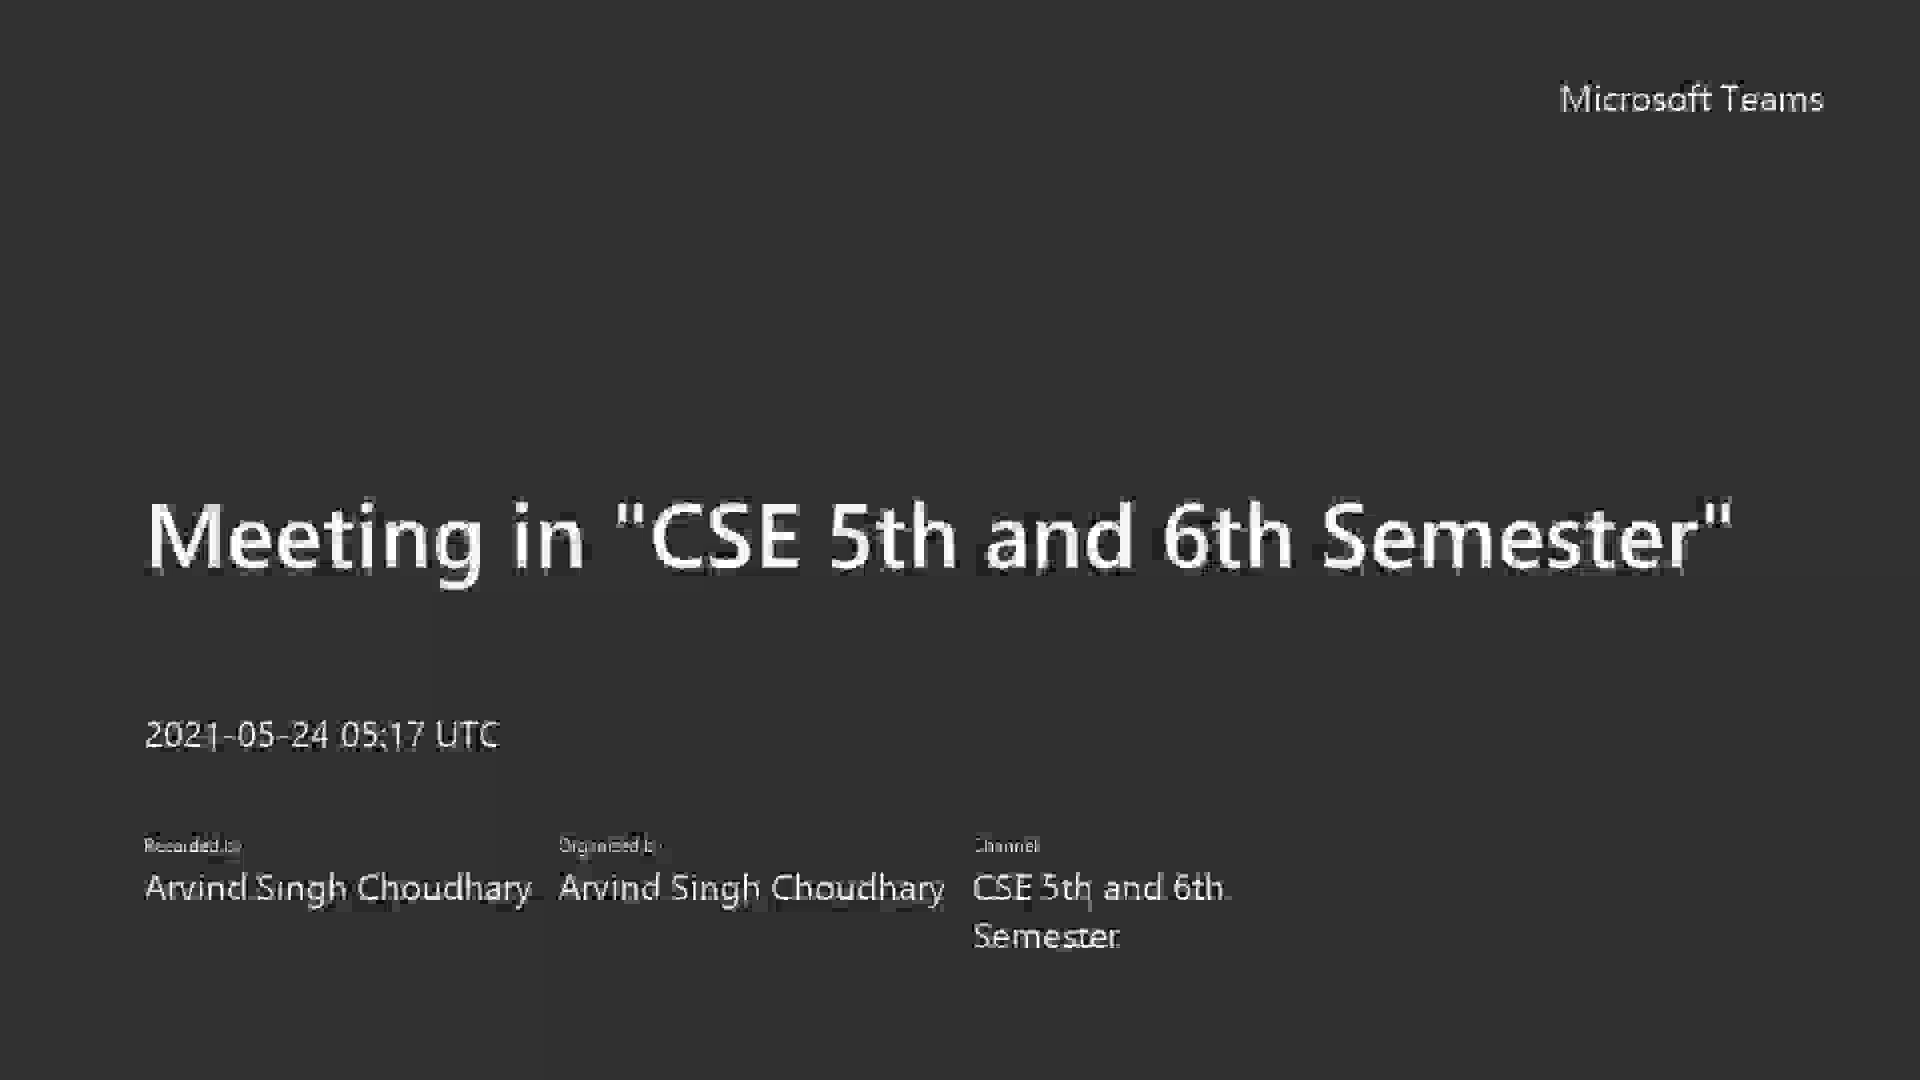 Microsoft Teams
Meeting in "CSE 5th and 6th Semester"
2021-05-24 05:17 UTC
Recorded by
Organized by
Channel
Arvind Singh Choudhary
Arvind Singh Choudhary
CSE 5th and 6th
Semester